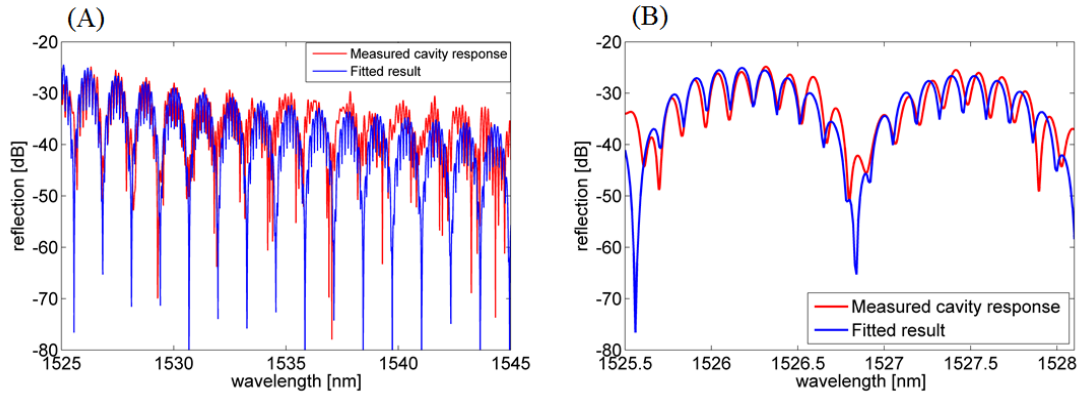 (A)
(B)
-20
-30
-40
-50
-60
-70
-80
reflection [dB]
1525
1530
1535
1540
1545
wavelength [nm]
Measured cavity response
Fitted result
-20
-30
-40
-50
-60
-70
-80
reflection [dB]
1525.5
1526
1526.5
1527
1527.5
1528
wavelength [nm]
Measured cavity response
Fitted result